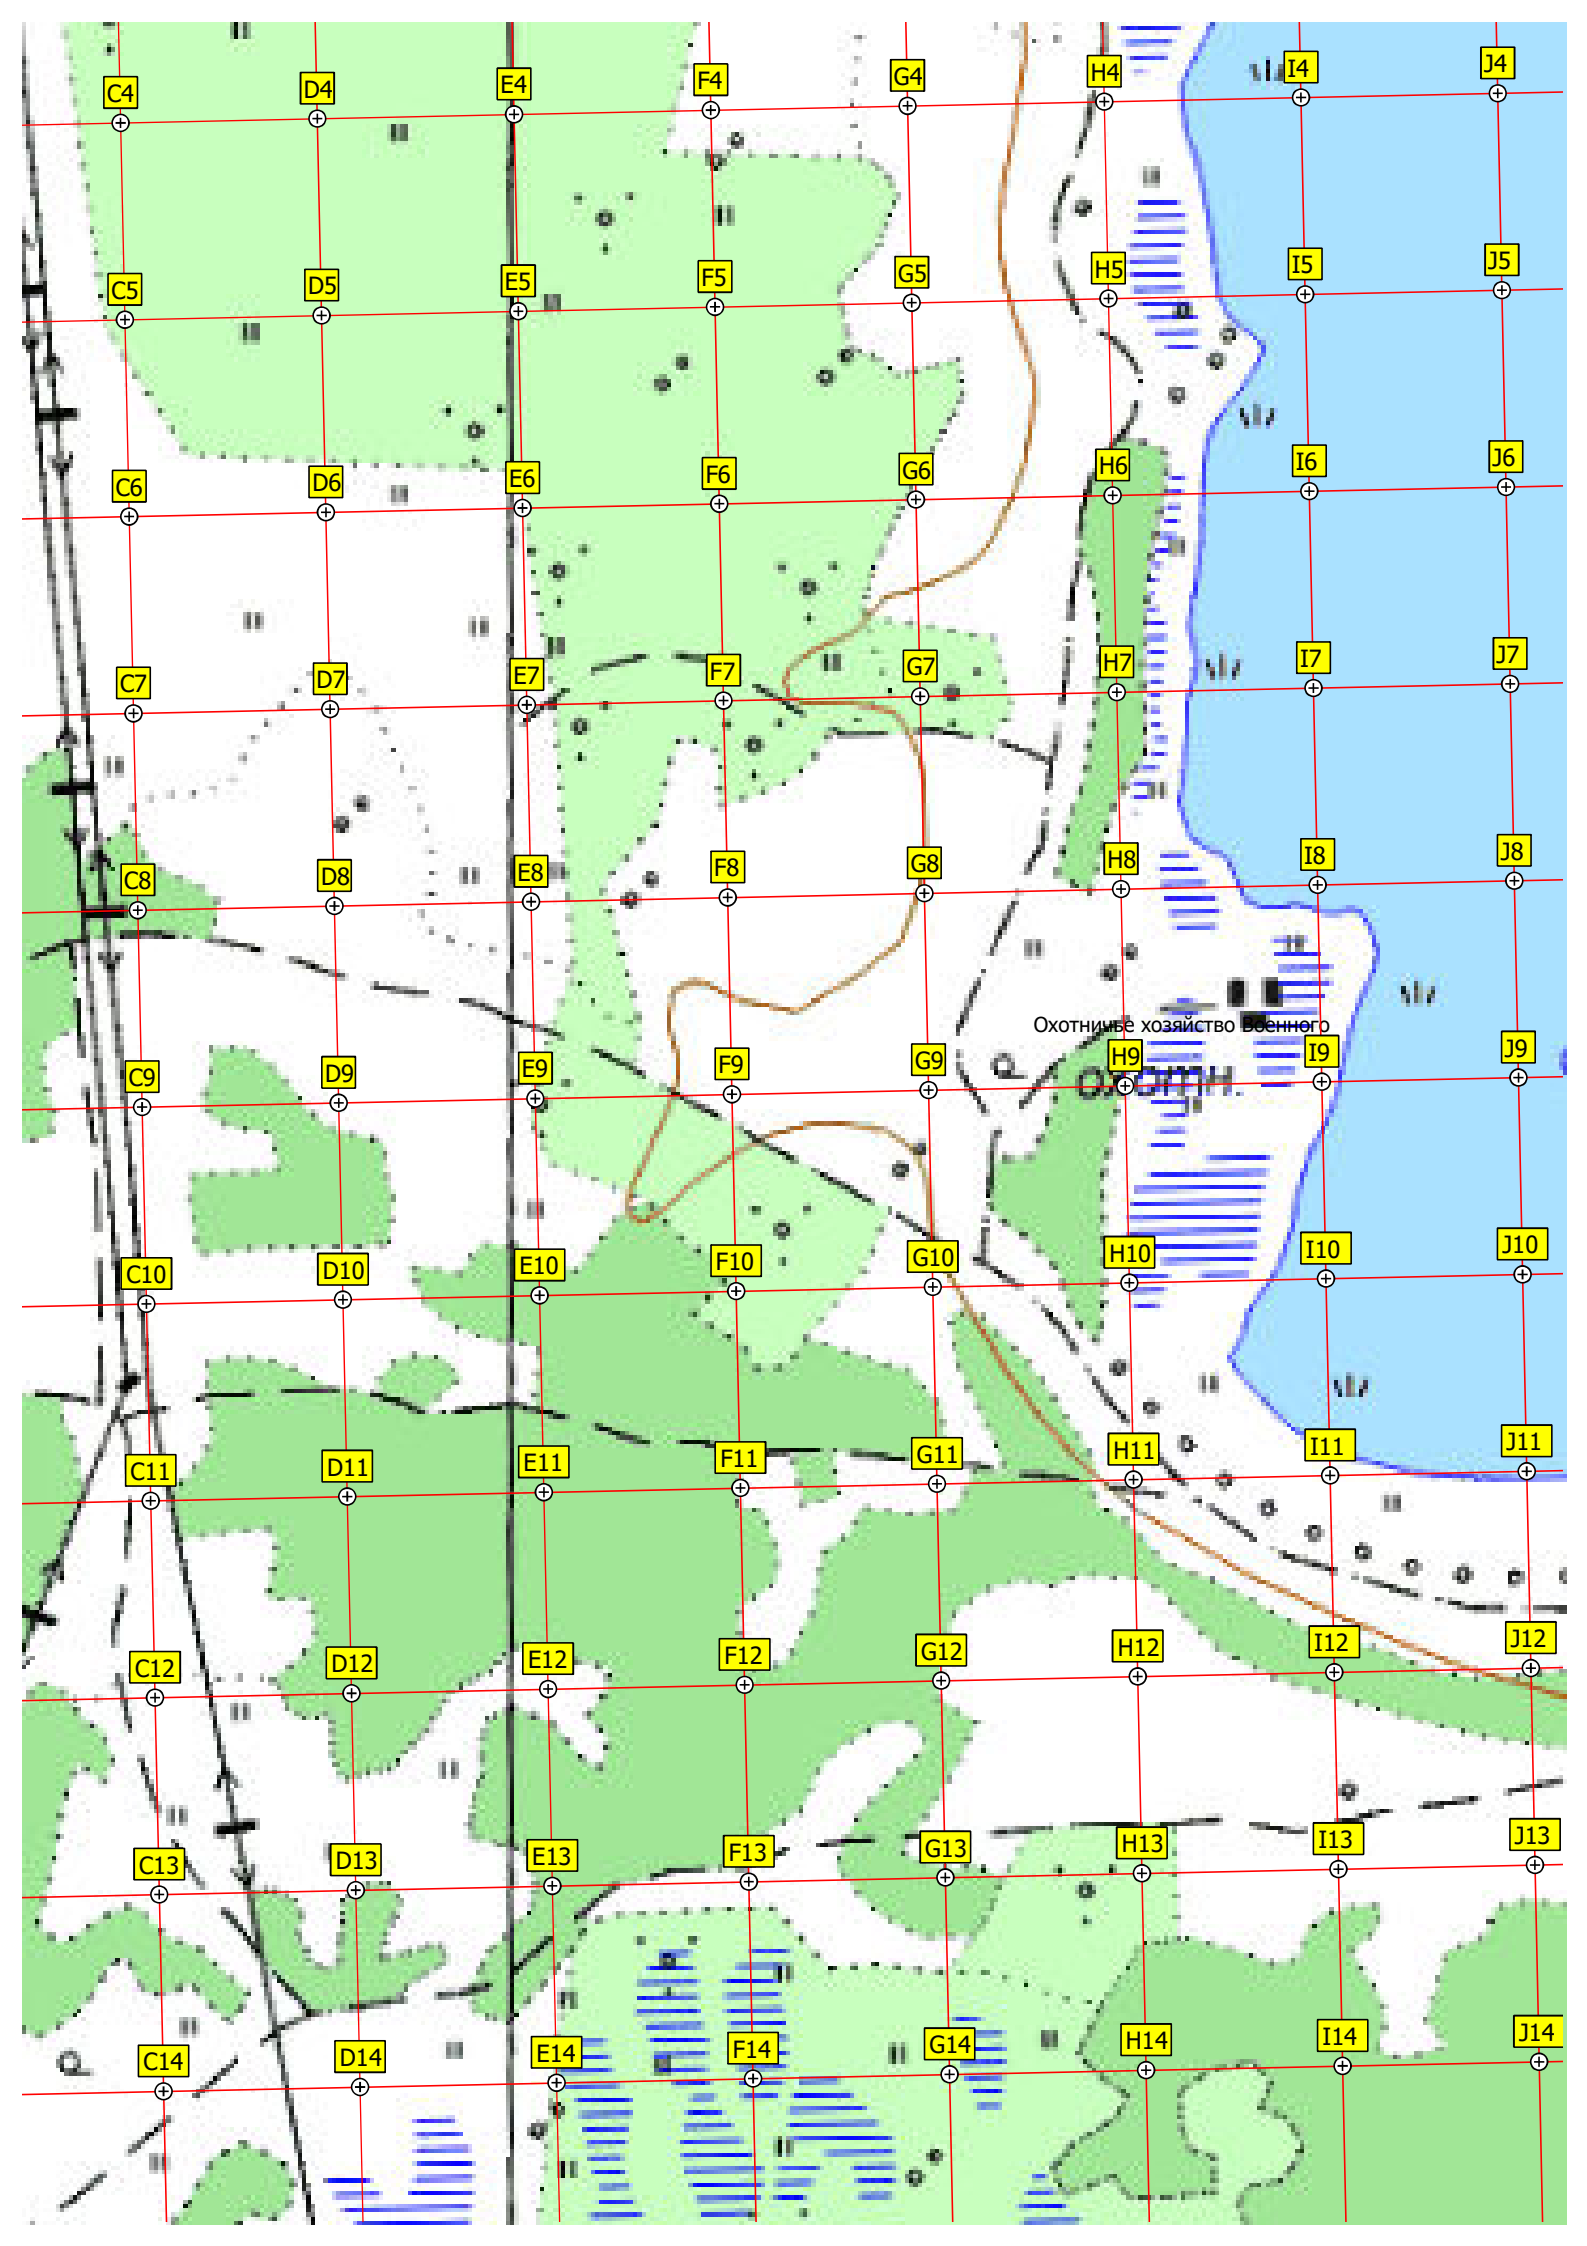 C4 D4 E4 F4 G4 H4 I4 J4
C5 D5 E5 F5 G5 H5 I5 J5
C6 D6 E6 F6 G6 H6 I6 J6
C7 D7 E7 F7 G7 H7 I7 J7
C8 D8 E8 F8 G8 H8 I8 J8
Охотничье хозяйство Военного
C9 D9 E9 F9 G9 H9 I9 J9
р. охотн.
C10 D10 E10 F10 G10 H10 I10 J10
C11 D11 E11 F11 G11 H11 I11 J11
C12 D12 E12 F12 G12 H12 I12 J12
C13 D13 E13 F13 G13 H13 I13 J13
C14 D14 E14 F14 G14 H14 I14 J14